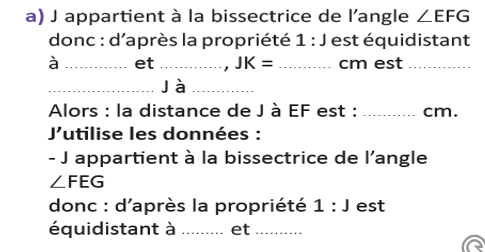 a) J appartient à la bissectrice de l'angle ∠EFG
donc : d'après la propriété 1 : J est équidistant
à ............. et ............., JK = ........... cm est .............
...................... J à .............
Alors : la distance de J à EF est : ........... cm.
J'utilise les données :
- J appartient à la bissectrice de l'angle
∠FEG
donc : d'après la propriété 1 : J est
équidistant à ......... et ..........